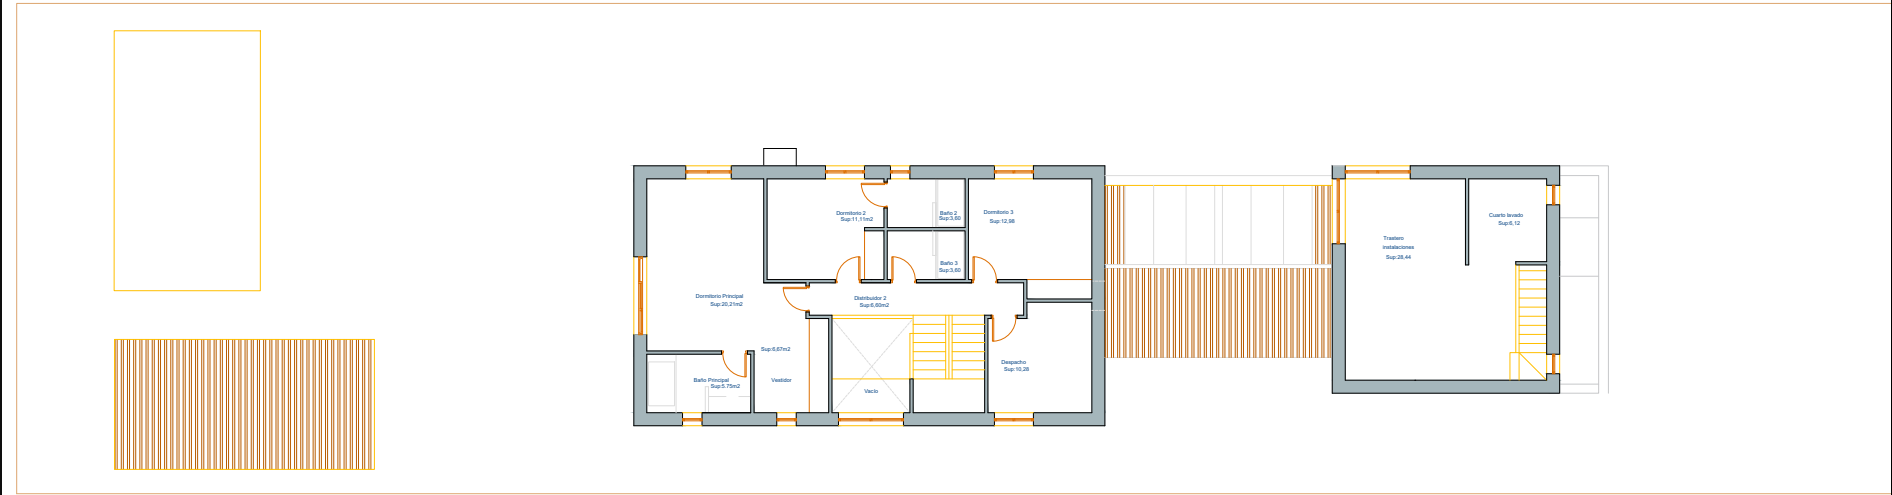 Dormitorio 2
Sup:11,11m2
Baño 2
Sup:3,60
Dormitorio 3
Sup:12,98
Baño 3
Sup:3,60
Dormitorio Principal
Sup:20,21m2
Distribuidor 2
Sup:6,60m2
Sup:6,67m2
Vestidor
Baño Principal
Sup:5.75m2
Vacío
Despacho
Sup:10,28
Trastero
instalaciones
Sup:28,44
Cuarto lavado
Sup:6,12